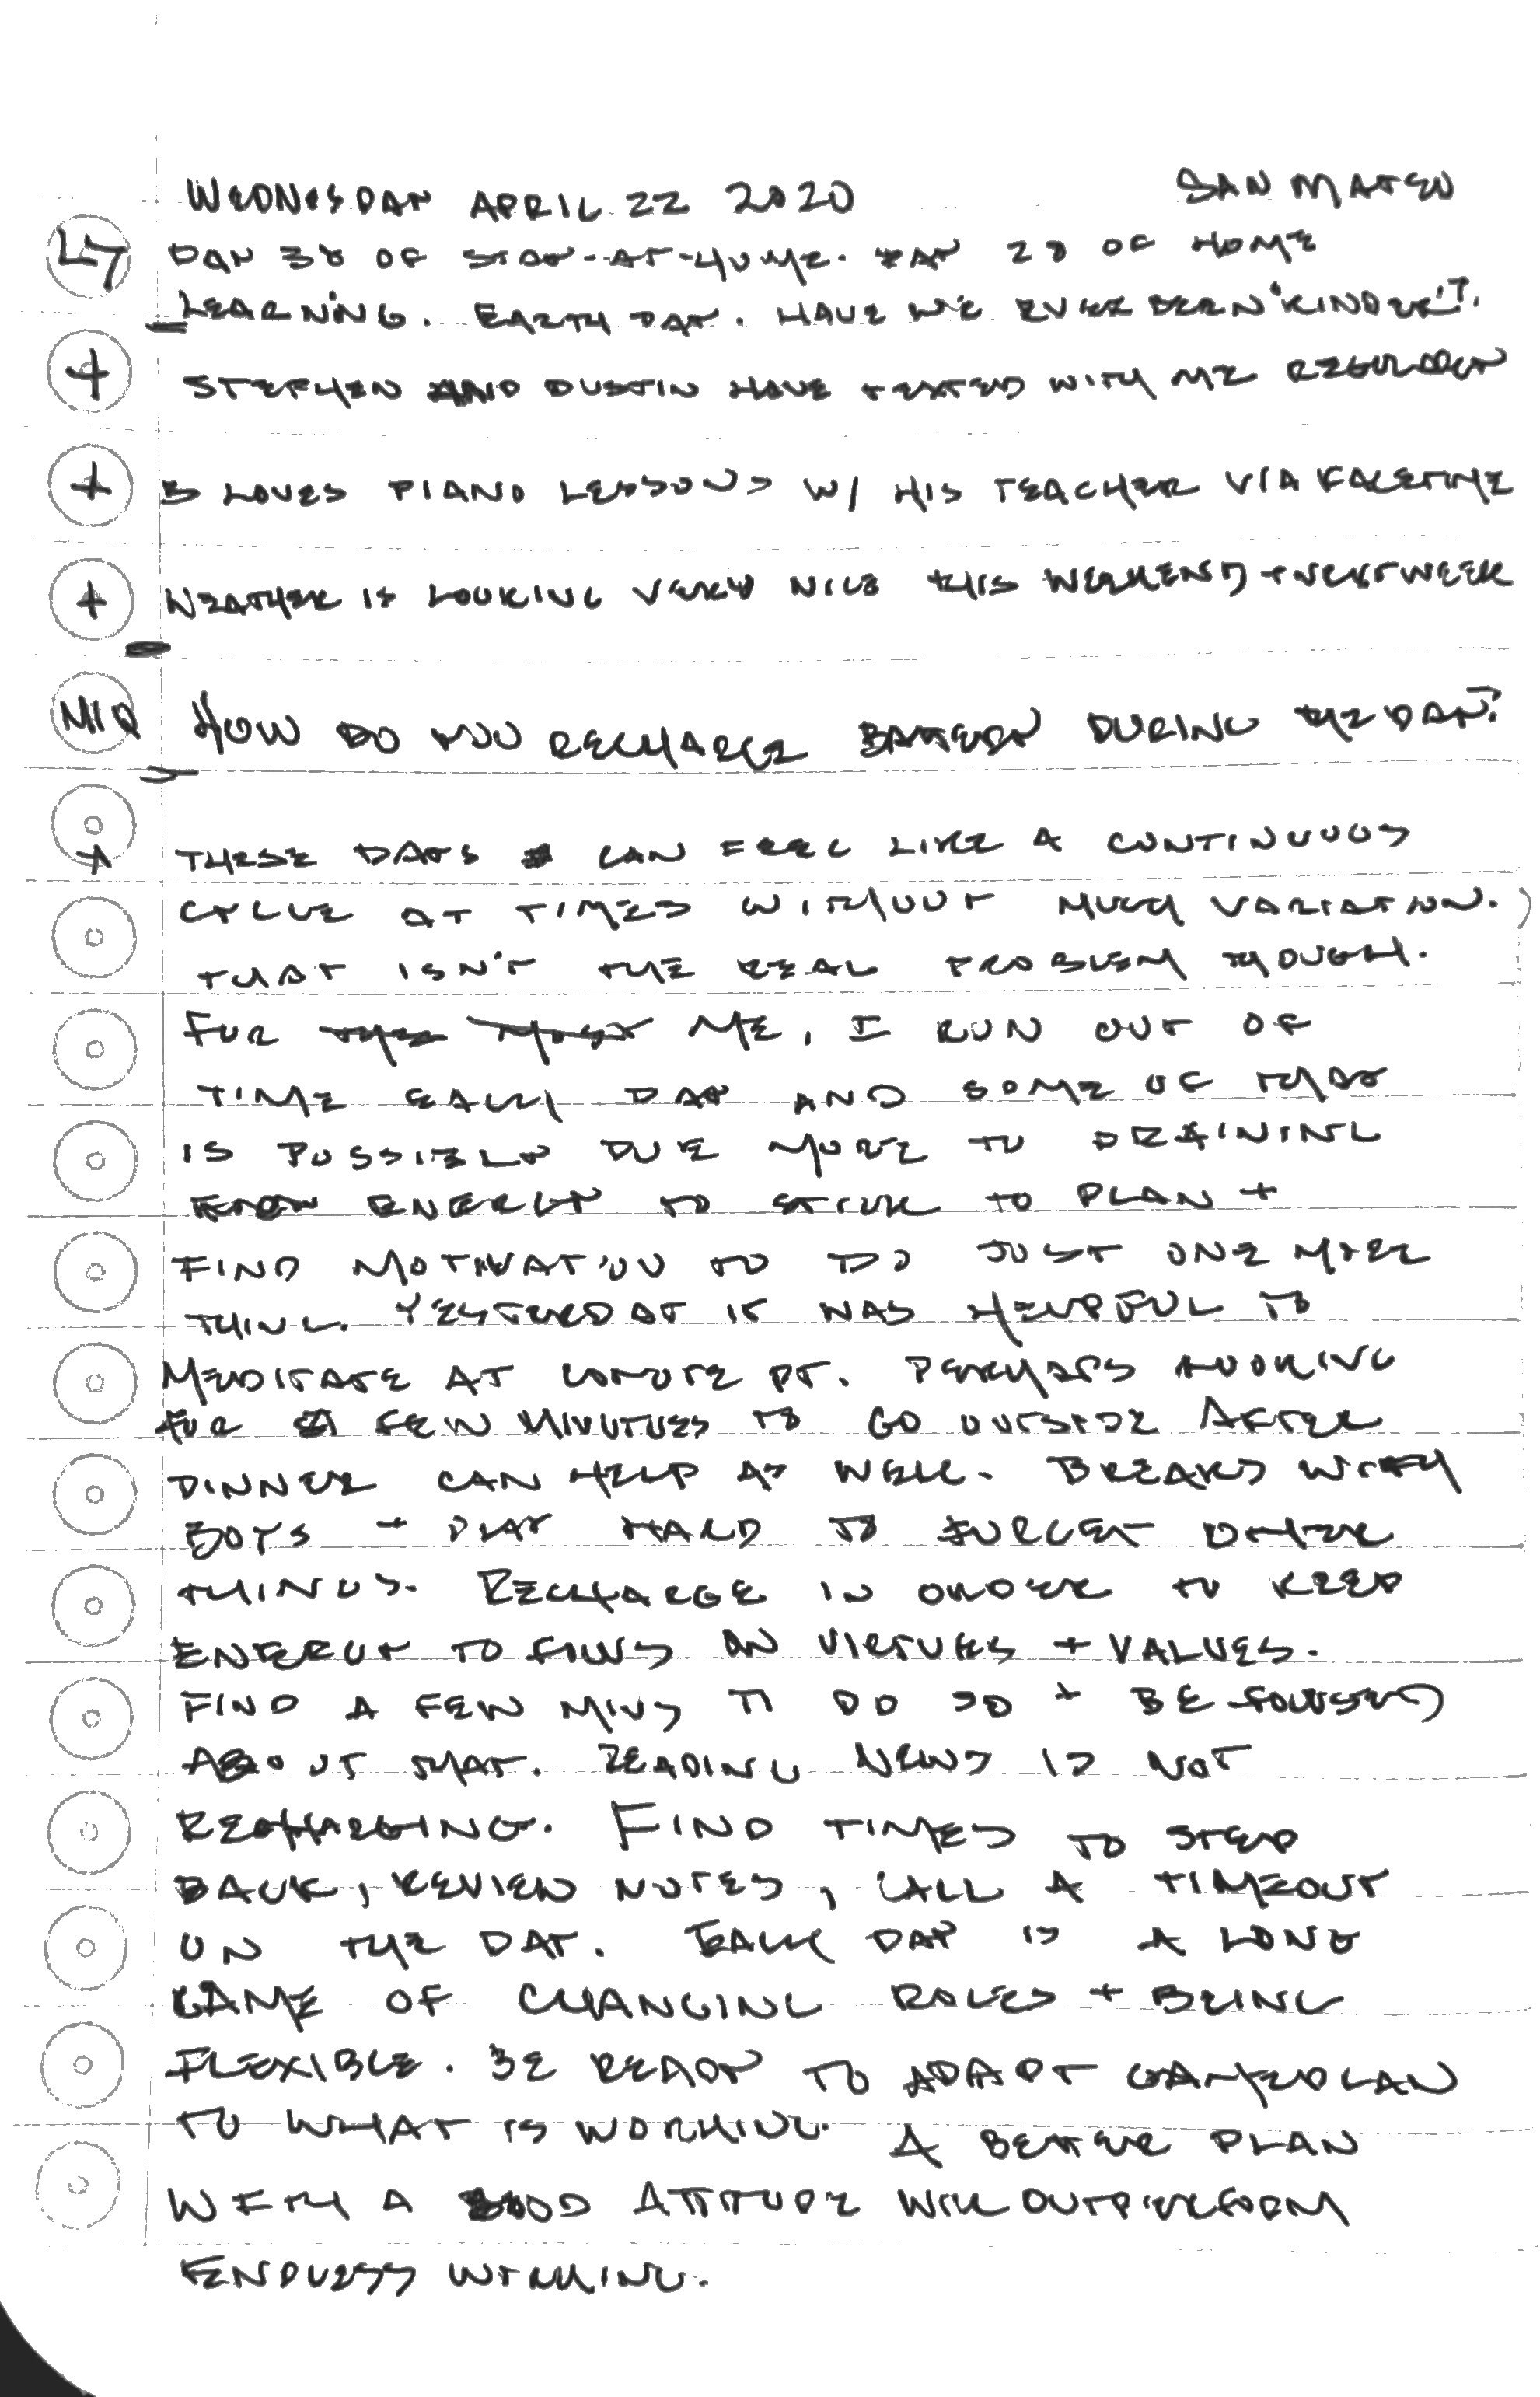 WEDNESDAY APRIL 22 2020 SAN MATEO
LT DAY 38 OF STAY-AT-HOME. DAY 28 OF HOME
LEARNING. EARTH DAY. HAVE WE EVER BEEN "KINDER"?
+ STEPHEN AND DUSTIN HAVE TEXTED WITH ME REGULARLY
+ B LOVES PIANO LESSONS W/ HIS TEACHER VIA FACETIME
+ WEATHER IS LOOKING VERY NICE THIS WEEKEND + NEXT WEEK
MIQ HOW DO YOU RECHARGE BATTERY DURING THE DAY?
THESE DAYS CAN FEEL LIKE A CONTINUOUS
CYCLE AT TIMES WITHOUT MUCH VARIATION.
THAT ISN'T THE REAL PROBLEM THOUGH.
FOR ME, I RUN OUT OF
TIME EACH DAY AND SOME OF THAT
IS POSSIBLY DUE MORE TO DRAINING
ENERGY TO STICK TO PLAN +
FIND MOTIVATION TO DO JUST ONE MORE
THING. YESTERDAY IT WAS HELPFUL TO
MEDITATE AT COYOTE PT. PERHAPS LOOKING
FOR A FEW MINUTES TO GO OUTSIDE AFTER
DINNER CAN HELP AS WELL. BREAKS WITH
BOYS + PLAY HARD TO FORGET OTHER
THINGS. RECHARGE IN ORDER TO KEEP
ENERGY TO FOCUS ON VIRTUES + VALUES.
FIND A FEW MINS TO DO SO + BE FOCUSED
ABOUT THAT. READING NEWS IS NOT
RECHARGING. FIND TIMES TO STEP
BACK, REVIEW NOTES, CALL A TIMEOUT
ON THE DAY. EACH DAY IS A LONG
GAME OF CHANGING ROLES + BEING
FLEXIBLE. BE READY TO ADAPT GAMEPLAN
TO WHAT IS WORKING. A BETTER PLAN
WITH A GOOD ATTITUDE WILL OUTPERFORM
ENDLESS WORKING.